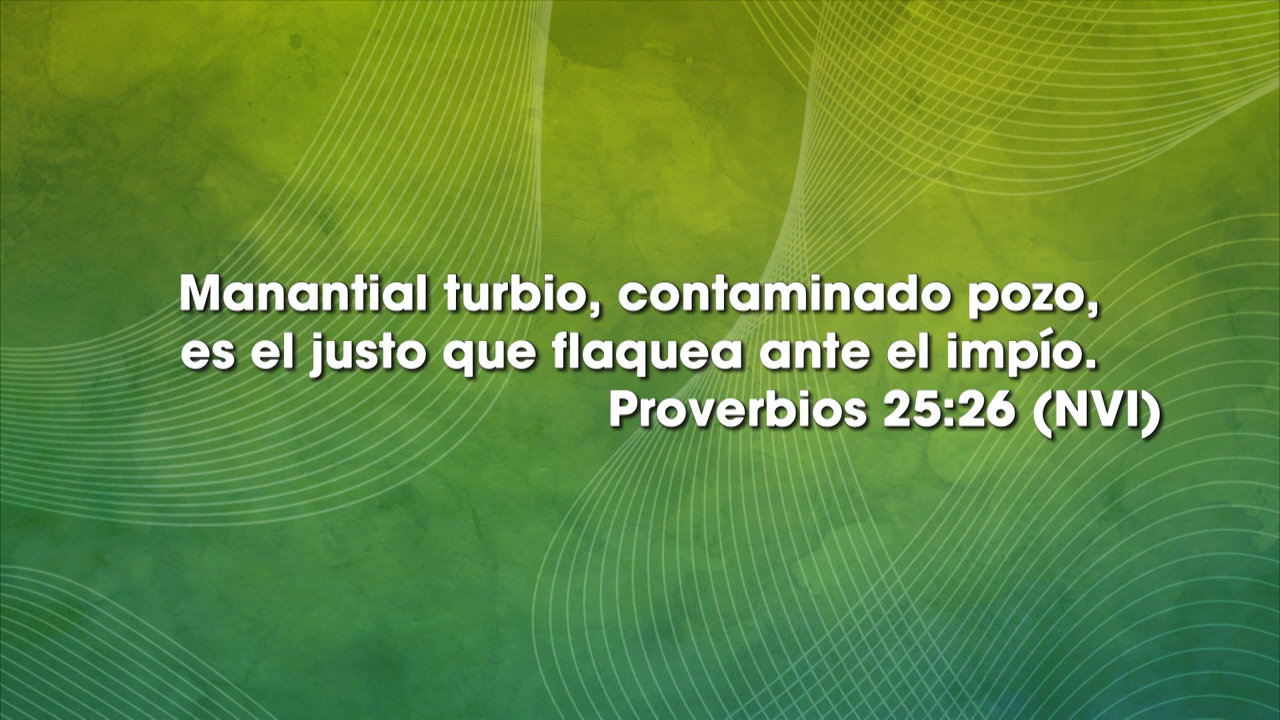 Manantial turbio, contaminado pozo,
es el justo que flaquea ante el impío.
Proverbios 25:26 (NVI)